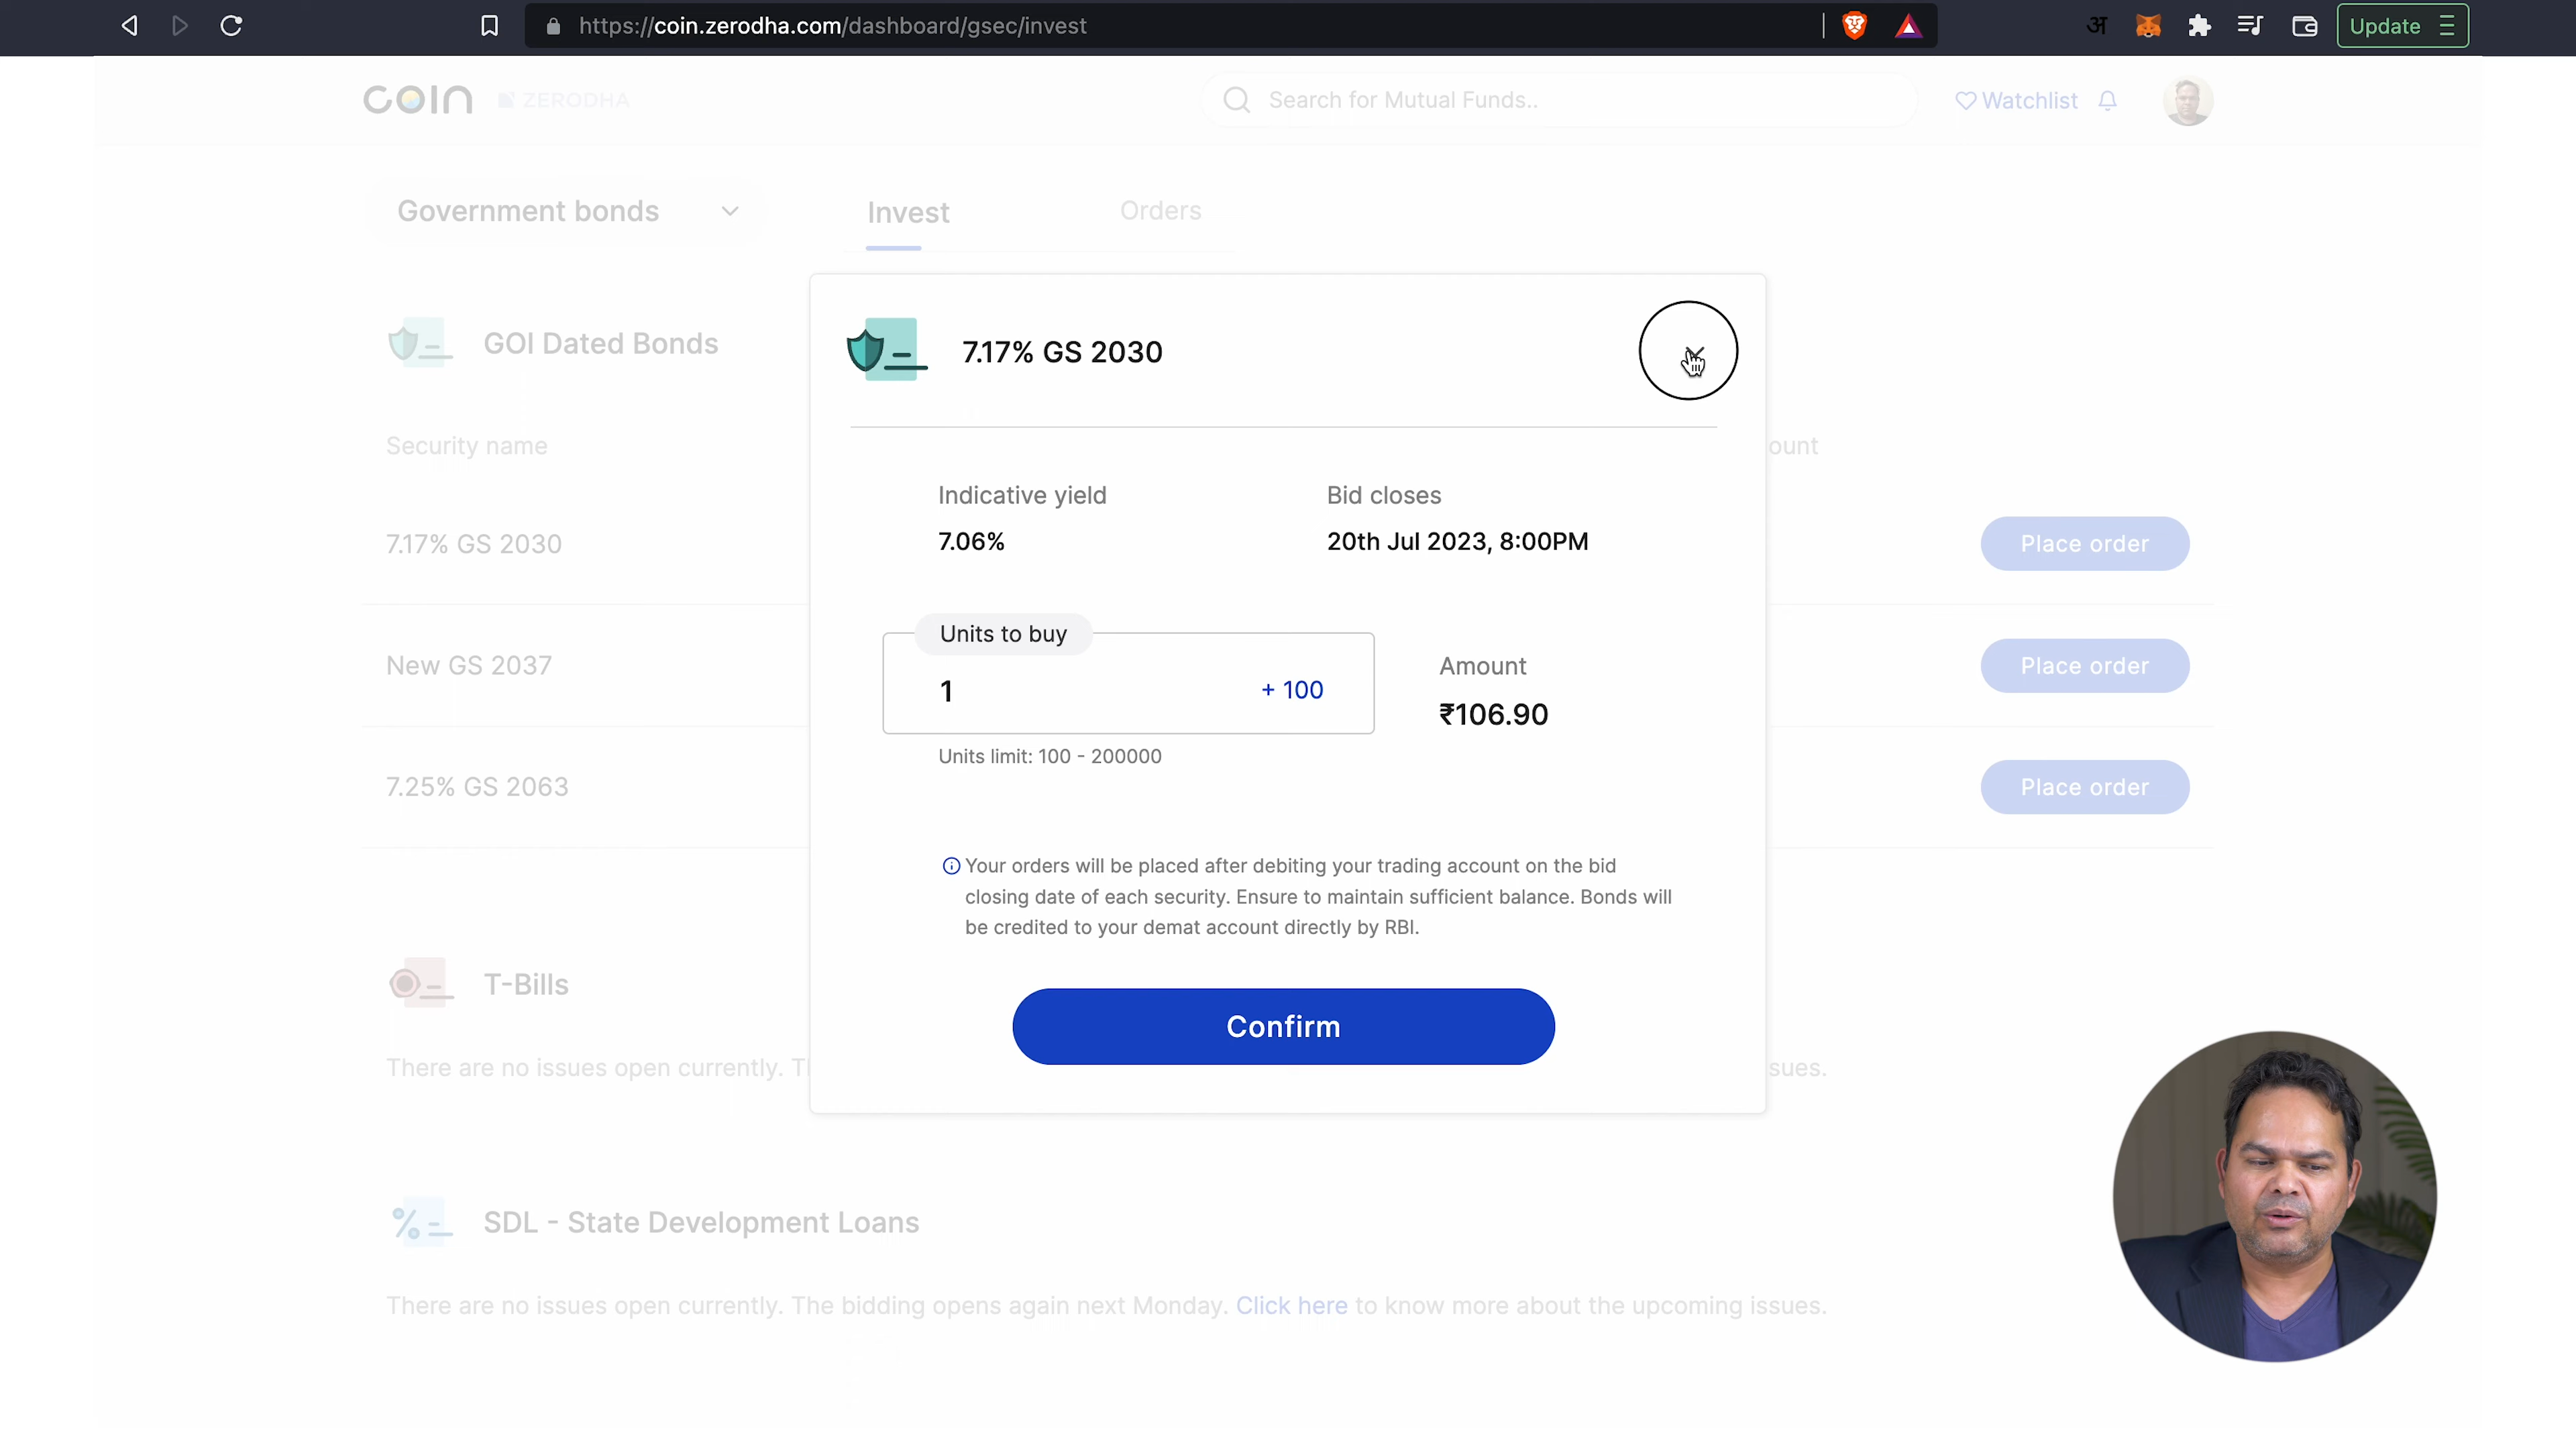 https://coin.zerodha.com/dashboard/gsec/invest
अ
Update
coin
ZERODHA
Search for Mutual Funds..
Watchlist
Government bonds
Invest
Orders
GOI Dated Bonds
7.17% GS 2030
Security name
ount
Indicative yield
Bid closes
7.06%
20th Jul 2023, 8:00PM
7.17% GS 2030
Place order
Units to buy
1
+ 100
Amount
₹106.90
New GS 2037
Place order
Units limit: 100 - 200000
7.25% GS 2063
Place order
Your orders will be placed after debiting your trading account on the bid
closing date of each security. Ensure to maintain sufficient balance. Bonds will
be credited to your demat account directly by RBI.
T-Bills
Confirm
There are no issues open currently. T
sues.
SDL - State Development Loans
There are no issues open currently. The bidding opens again next Monday. Click here to know more about the upcoming issues.